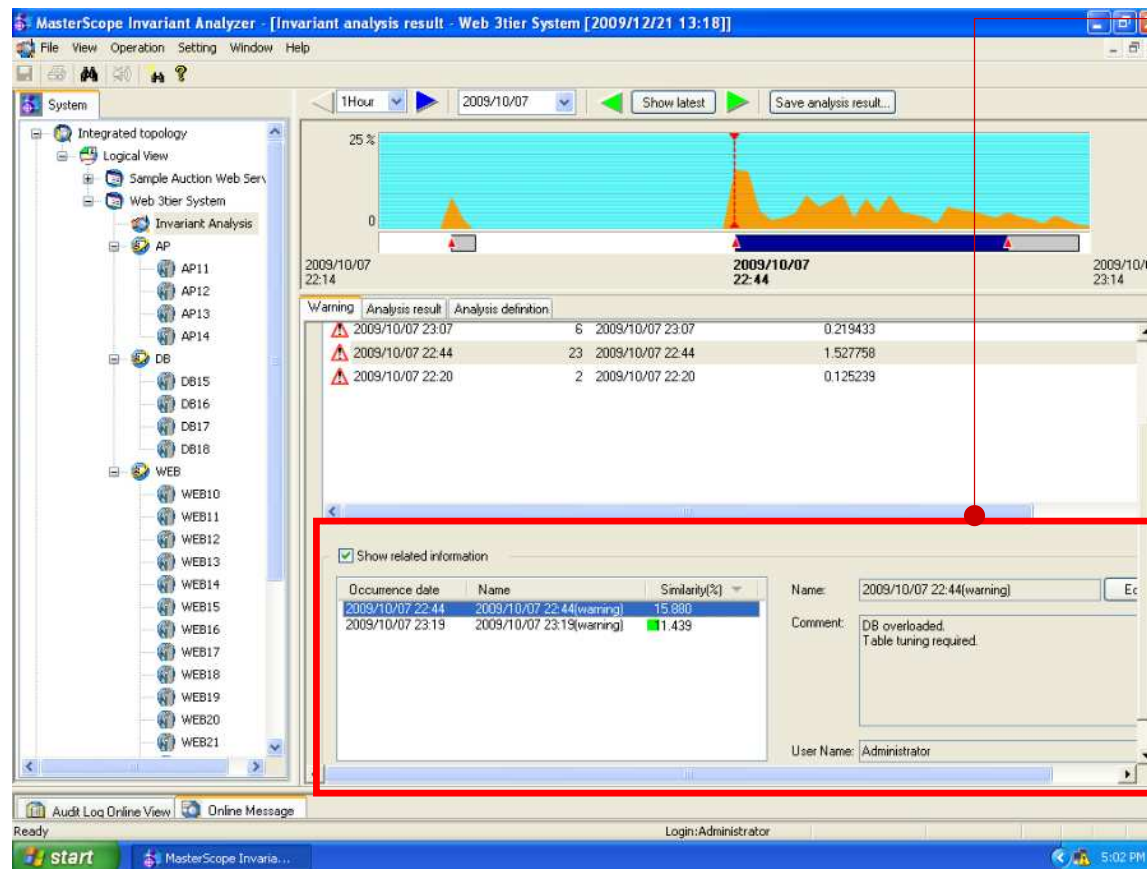 MasterScope Invariant Analyzer - [Invariant analysis result - Web 3tier System [2009/12/21 13:18]]
File View Operation Setting Window Help
System
1Hour 2009/10/07 Show latest Save analysis result...
Integrated topology
Logical View
Sample Auction Web Serv
Web 3tier System
Invariant Analysis
AP
AP11
AP12
AP13
AP14
DB
DB15
DB16
DB17
DB18
WEB
WEB10
WEB11
WEB12
WEB13
WEB14
WEB15
WEB16
WEB17
WEB18
WEB19
WEB20
WEB21
25 %
0
2009/10/07 2009/10/07 2009/10/0
22:14 22:44 23:14
Warning Analysis result Analysis definition
2009/10/07 23:07 6 2009/10/07 23:07 0.219433
2009/10/07 22:44 23 2009/10/07 22:44 1.527758
2009/10/07 22:20 2 2009/10/07 22:20 0.125239
Show related information
Occurrence date Name Similarity(%)
2009/10/07 22:44 2009/10/07 22:44(warning) 15.880
2009/10/07 23:19 2009/10/07 23:19(warning) 11.439
Name: 2009/10/07 22:44(warning)
Comment: DB overloaded.
Table tuning required.
User Name: Administrator
Audit Log Online View Online Message
Ready Login:Administrator
start MasterScope Invaria... 5:02 PM